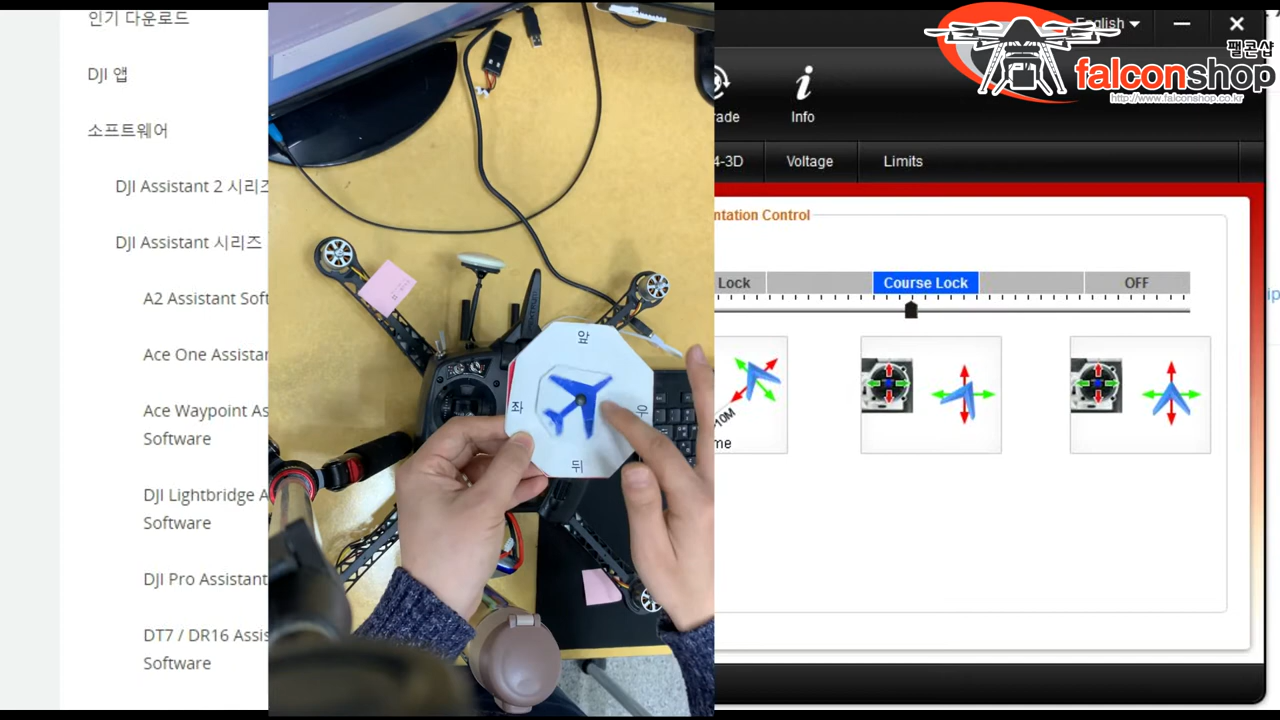 인기 다운로드
DJI 앱
소프트웨어
DJI Assistant 2 시리즈
DJI Assistant 시리즈
A2 Assistant Soft
Ace One Assistan
Ace Waypoint As
Software
DJI Lightbridge A
Software
DJI Pro Assistant
DT7 / DR16 Assis
Software
앞
좌
우
뒤
English
팰콘샵
falconshop
http://www.falconshop.co.kr
ade
Info
4-3D
Voltage
Limits
ntation Control
Lock
Course Lock
OFF
10M
me
ip